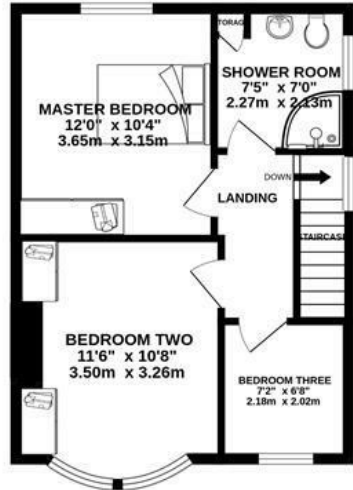 TORAG
SHOWER ROOM
7'5" x 7'0"
2.27m x 2.13m
MASTER BEDROOM
12'0" x 10'4"
3.65m x 3.15m
DOWN
LANDING
STAIRCASE
BEDROOM TWO
11'6" x 10'8"
3.50m x 3.26m
BEDROOM THREE
7'2" x 6'8"
2.18m x 2.02m